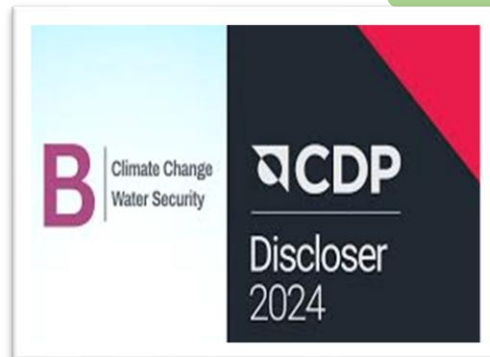 B
Climate Change
Water Security
CDP
Discloser
2024